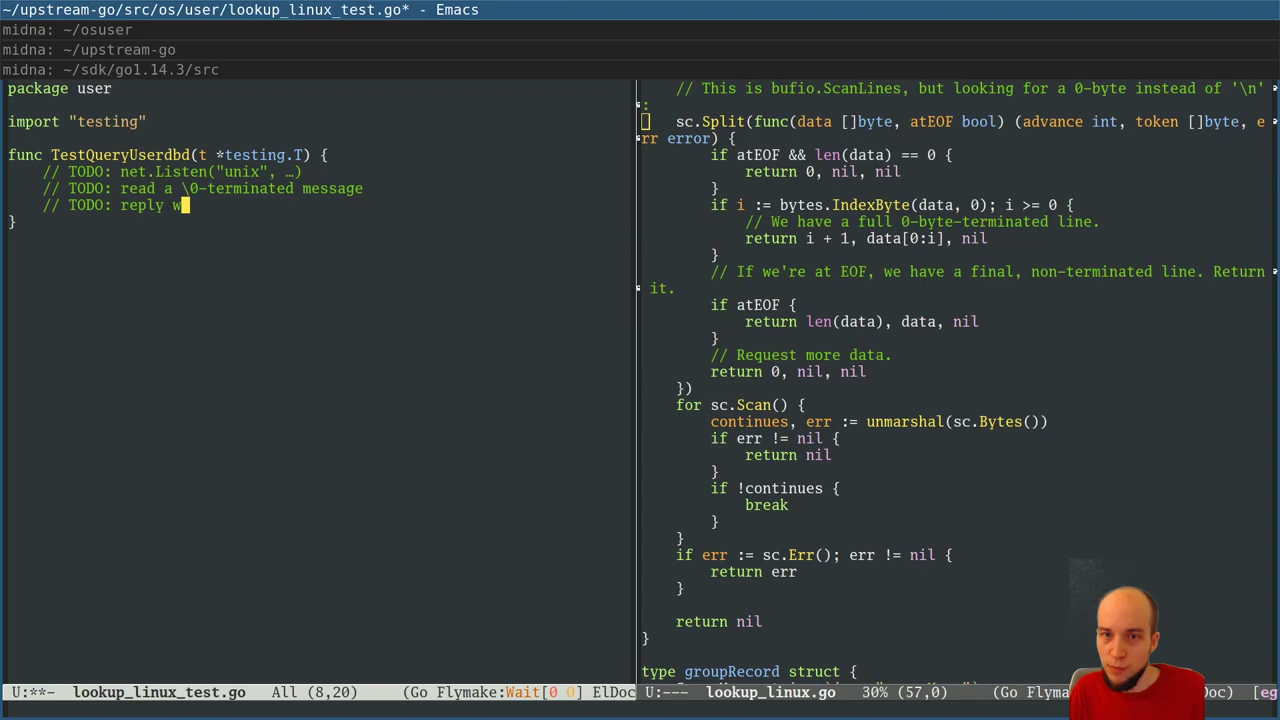 ~/upstream-go/src/os/user/lookup_linux_test.go* - Emacs
midna: ~/osuser
midna: ~/upstream-go
midna: ~/sdk/go1.14.3/src
package user
import "testing"
func TestQueryUserdbd(t *testing.T) {
// TODO: net.Listen("unix", …)
// TODO: read a \0-terminated message
// TODO: reply w
}
U:**- lookup_linux_test.go All (8,20) (Go Flymake:Wait[0 0] ElDoc
// This is bufio.ScanLines, but looking for a 0-byte instead of '\n'
:
sc.Split(func(data []byte, atEOF bool) (advance int, token []byte, e
rr error) {
if atEOF && len(data) == 0 {
return 0, nil, nil
}
if i := bytes.IndexByte(data, 0); i >= 0 {
// We have a full 0-byte-terminated line.
return i + 1, data[0:i], nil
}
// If we're at EOF, we have a final, non-terminated line. Return
it.
if atEOF {
return len(data), data, nil
}
// Request more data.
return 0, nil, nil
})
for sc.Scan() {
continues, err := unmarshal(sc.Bytes())
if err != nil {
return nil
}
if !continues {
break
}
}
if err := sc.Err(); err != nil {
return err
}
return nil
}
type groupRecord struct {
U:--- lookup_linux.go 30% (57,0) (Go Flyma Doc) [eg